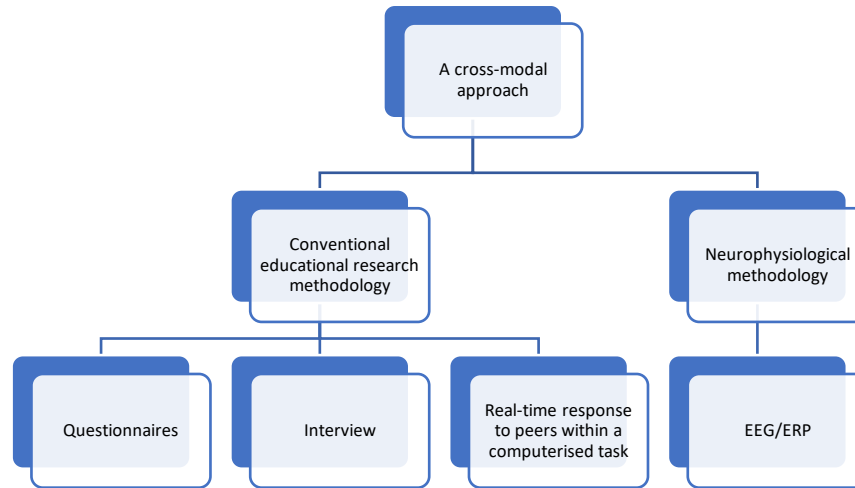 A cross-modal
approach
Conventional
educational research
methodology
Neurophysiological
methodology
Questionnaires
Interview
Real-time response
to peers within a
computerised task
EEG/ERP